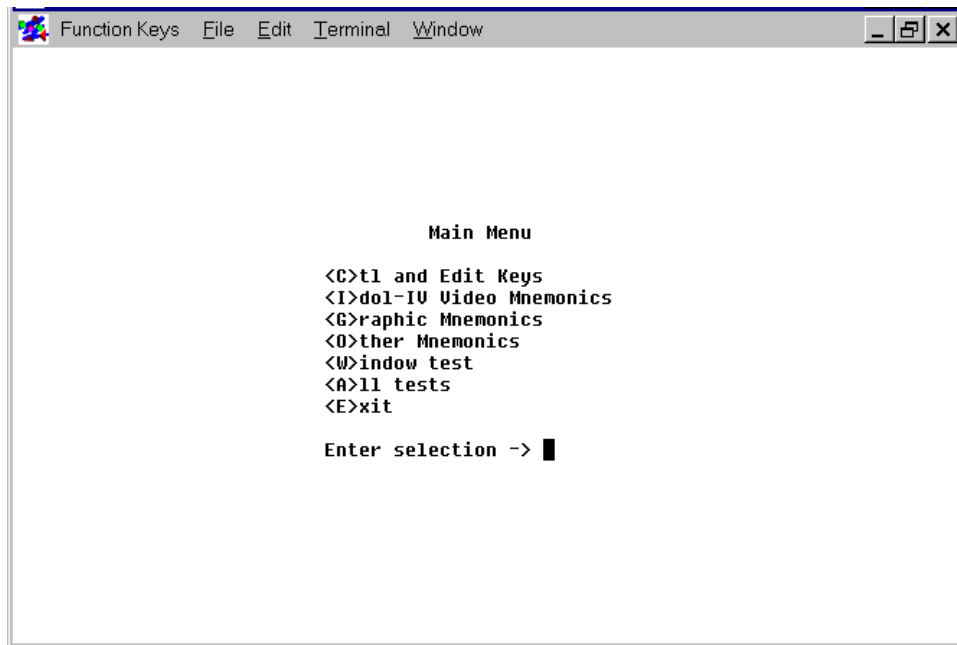 Function Keys File Edit Terminal Window
Main Menu
<C>tl and Edit Keys
<I>dol-IV Video Mnemonics
<G>raphic Mnemonics
<O>ther Mnemonics
<W>indow test
<A>ll tests
<E>xit
Enter selection ->